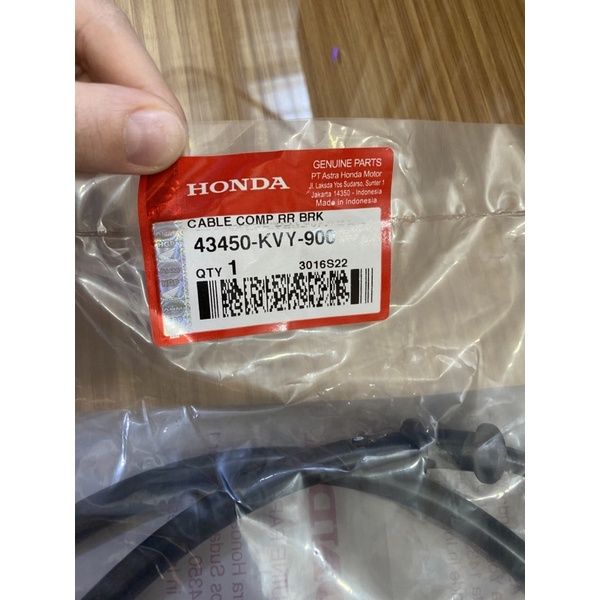 HONDA
GENUINE PARTS
PT Astra Honda Motor
Jl. Laksda Yos Sudarso, Sunter 1
Jakarta 14350 - Indonesia
Made in Indonesia
CABLE COMP RR BRK
43450-KVY-900
QTY 1
3016S22